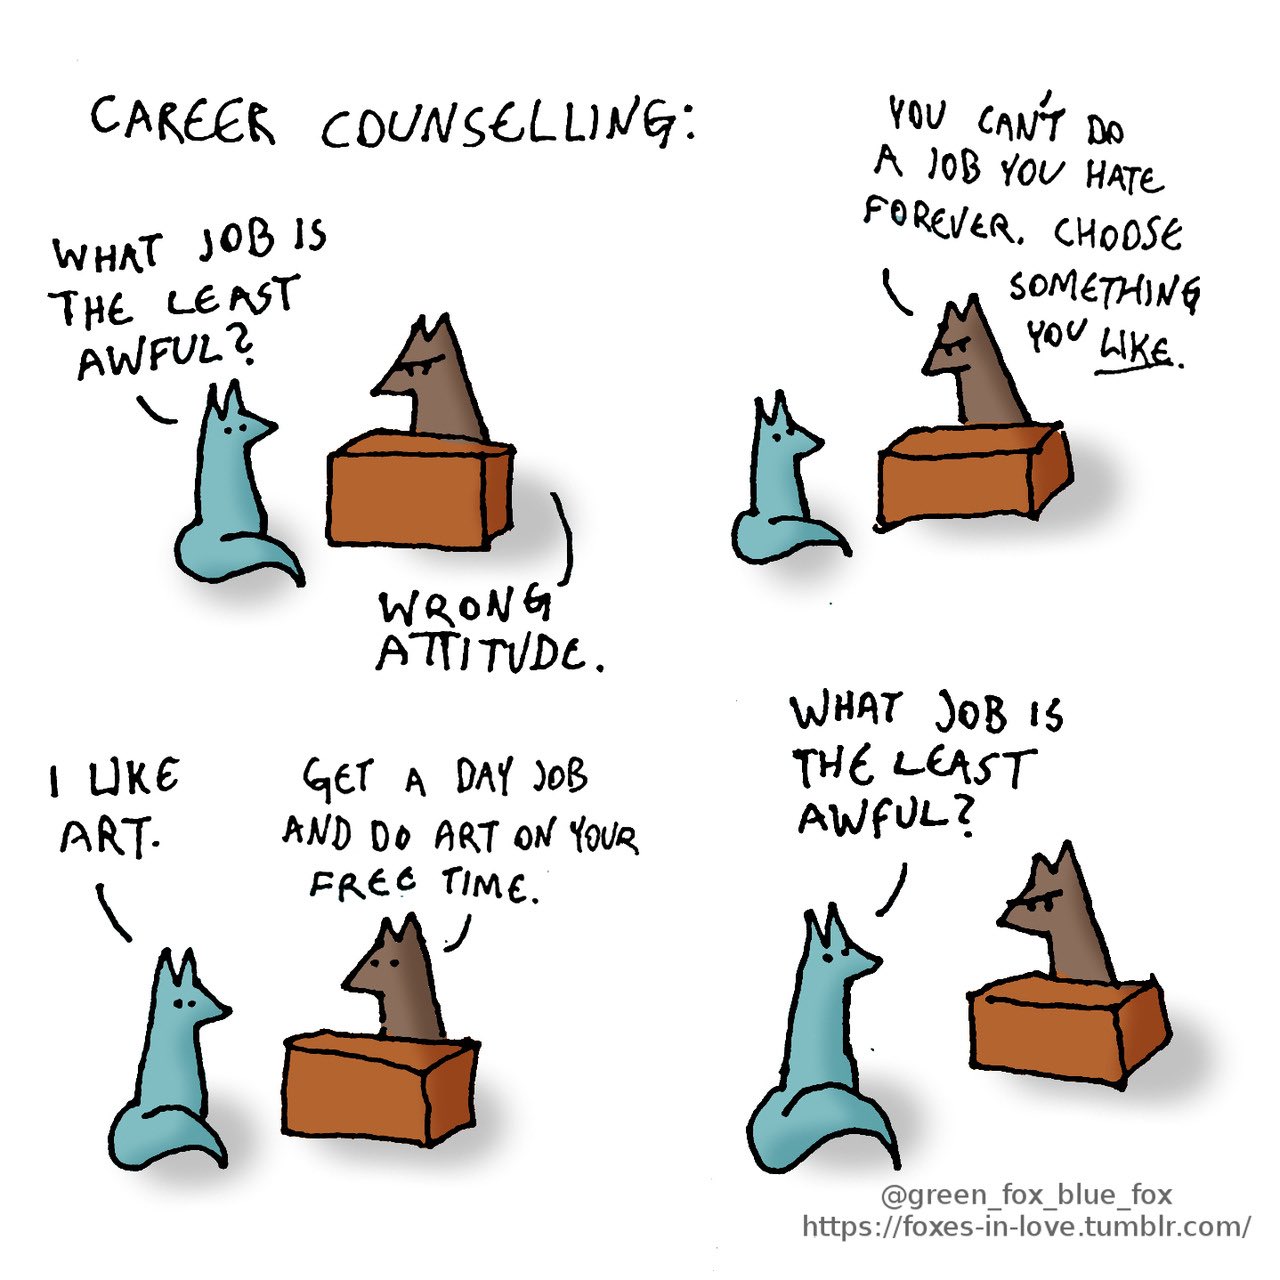 CAREER COUNSELLING:
WHAT JOB IS
THE LEAST
AWFUL?
WRONG
ATTITUDE.
YOU CAN'T DO
A JOB YOU HATE
FOREVER. CHOOSE
SOMETHING
YOU LIKE.
I LIKE
ART.
GET A DAY JOB
AND DO ART ON YOUR
FREE TIME.
WHAT JOB IS
THE LEAST
AWFUL?
@green_fox_blue_fox
https://foxes-in-love.tumblr.com/